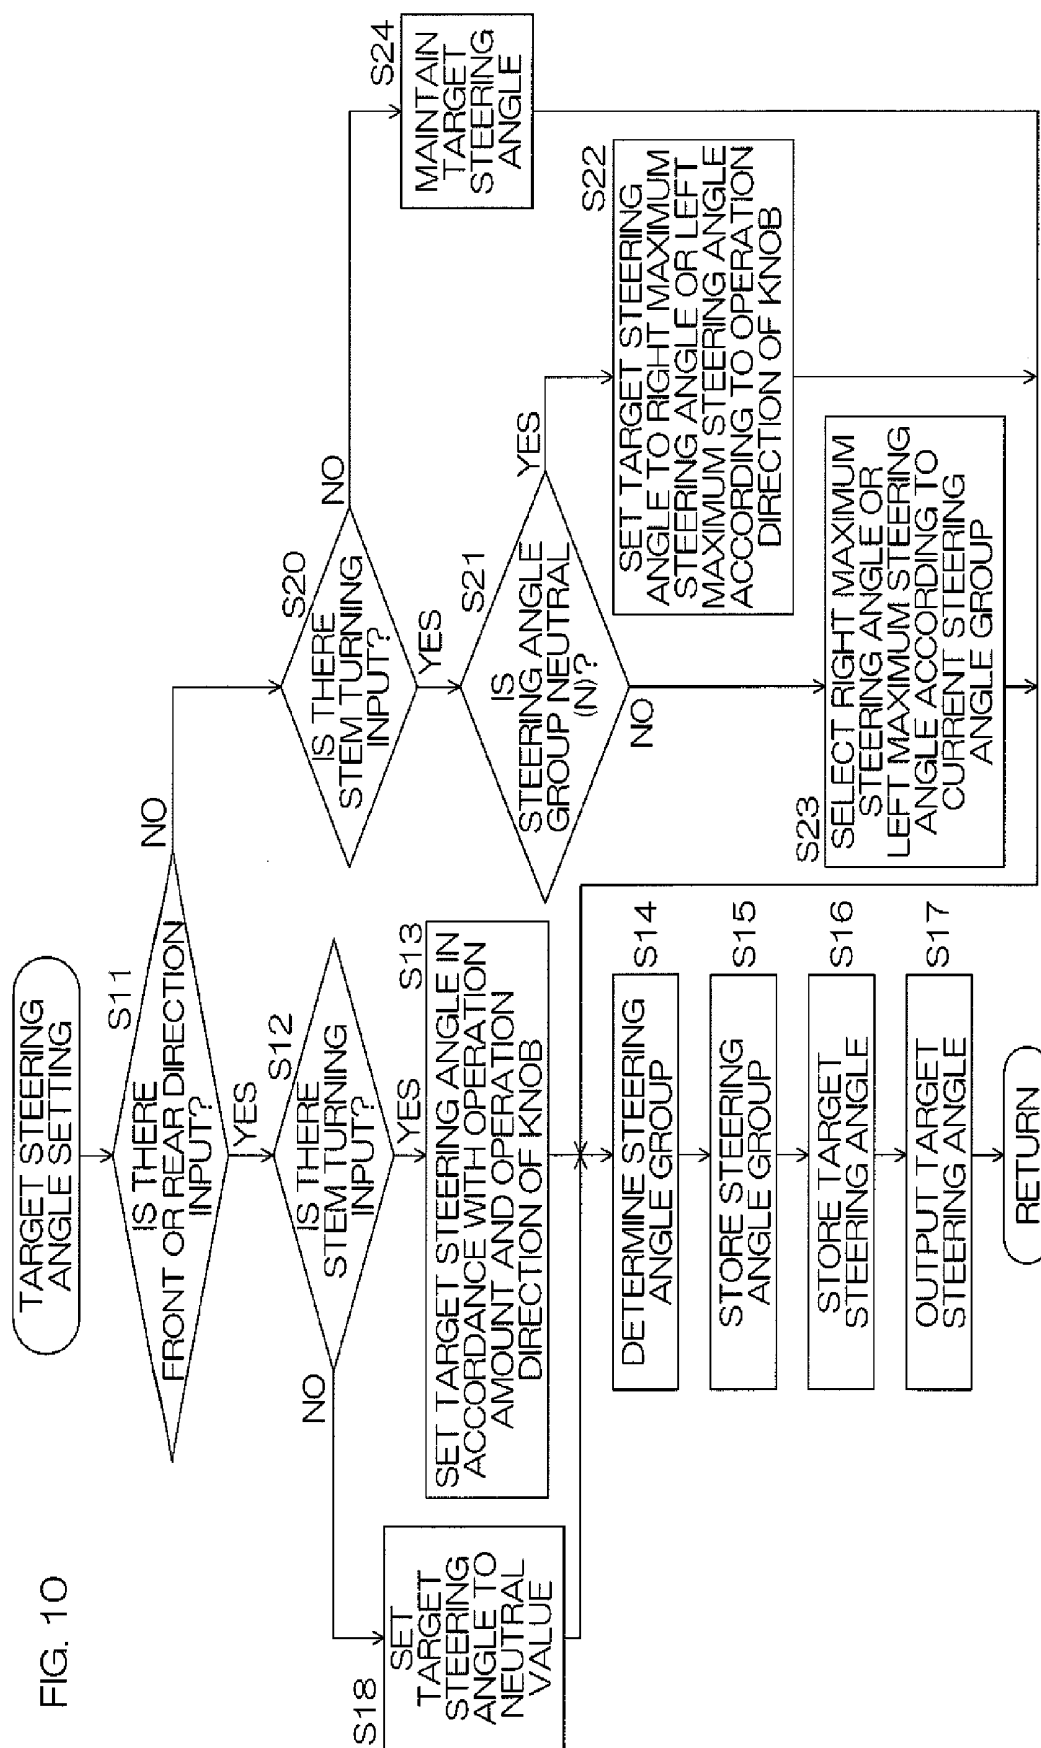 FIG. 10
TARGET STEERING
ANGLE SETTING
S11
IS THERE
FRONT OR REAR DIRECTION
INPUT?
YES
NO
S12
IS THERE
STEM TURNING
INPUT?
YES
NO
S18
SET
TARGET
STEERING
ANGLE TO
NEUTRAL
VALUE
S13
SET TARGET STEERING ANGLE IN
ACCORDANCE WITH OPERATION
AMOUNT AND OPERATION
DIRECTION OF KNOB
S20
IS THERE
STEM TURNING
INPUT?
YES
NO
S24
MAINTAIN
TARGET
STEERING
ANGLE
S21
IS
STEERING ANGLE
GROUP NEUTRAL
(N)?
YES
NO
S22
SET TARGET STEERING
ANGLE TO RIGHT MAXIMUM
STEERING ANGLE OR LEFT
MAXIMUM STEERING ANGLE
ACCORDING TO OPERATION
DIRECTION OF KNOB
S23
SELECT RIGHT MAXIMUM
STEERING ANGLE OR
LEFT MAXIMUM STEERING
ANGLE ACCORDING TO
CURRENT STEERING
ANGLE GROUP
S14
DETERMINE STEERING
ANGLE GROUP
S15
STORE STEERING
ANGLE GROUP
S16
STORE TARGET
STEERING ANGLE
S17
OUTPUT TARGET
STEERING ANGLE
RETURN